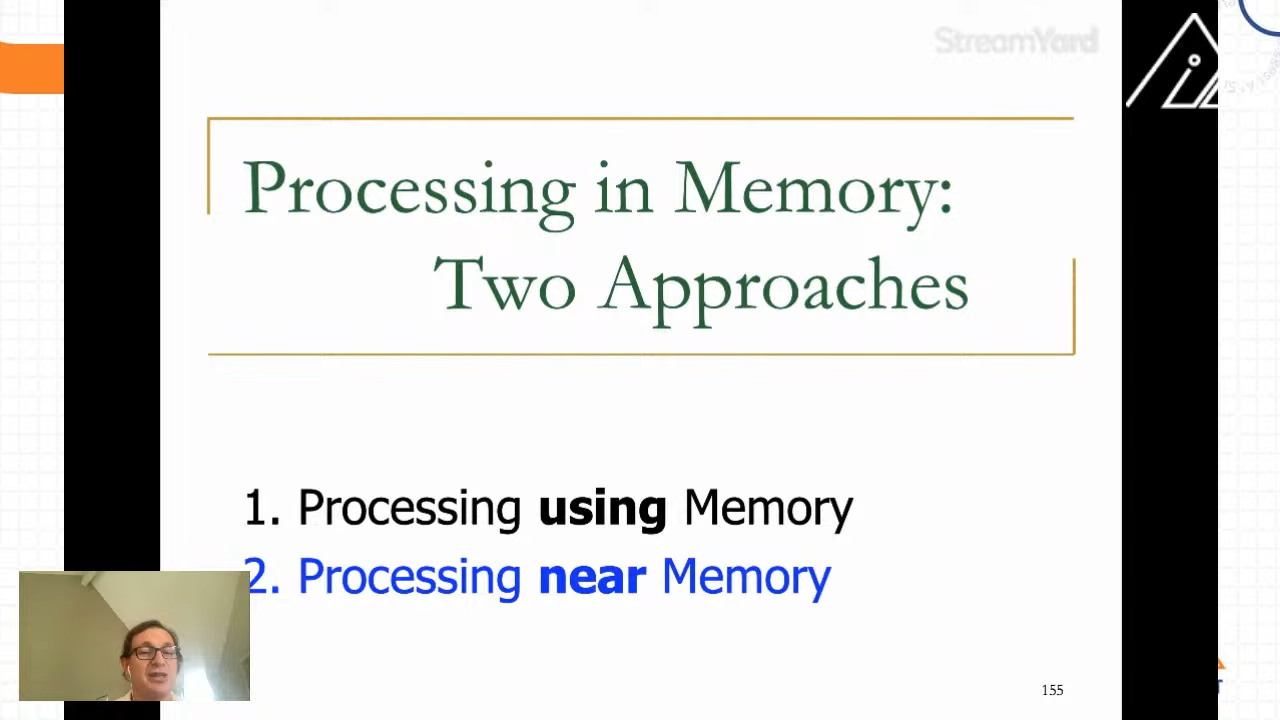 StreamYard
Processing in Memory:
Two Approaches
1. Processing using Memory
2. Processing near Memory
155